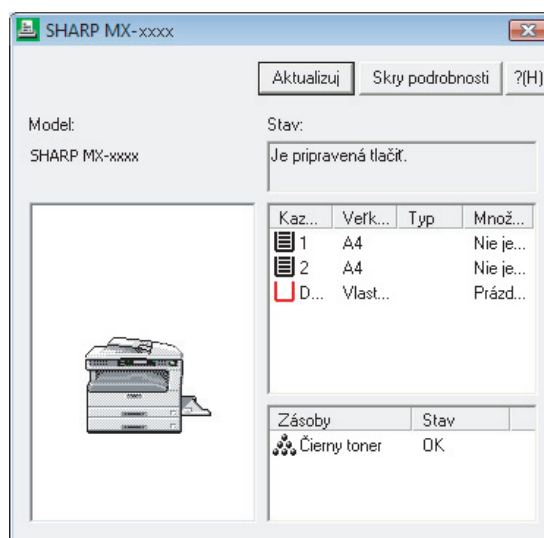 SHARP MX-xxxx
Aktualizuj Skry podrobnosti ?(H)
Model: Stav:
SHARP MX-xxxx Je pripravená tlačiť.
Kaz... Veľk... Typ Množ...
1 A4 Nie je...
2 A4 Nie je...
D... Vlast... Prázd...
Zásoby Stav
Čierny toner OK